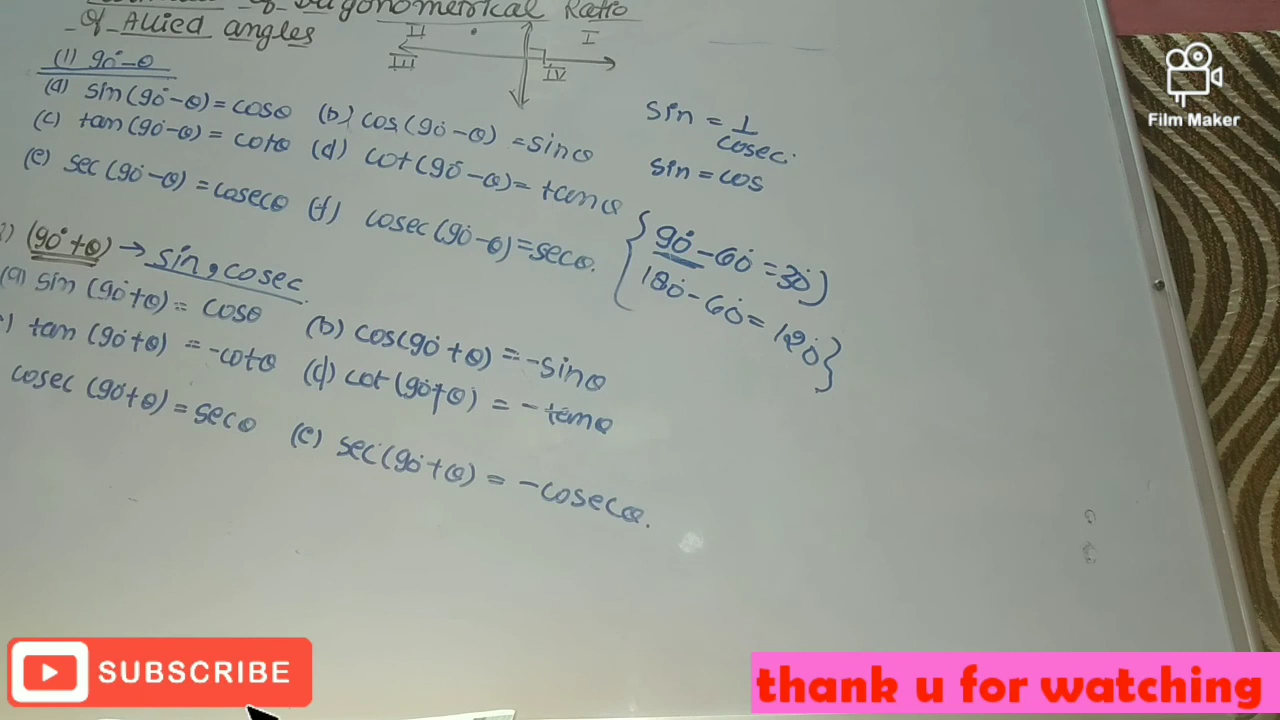 of Trigonometrical Ratio
of Allied angles
II I
III IV
(1) 90°-θ
(a) sin(90°-θ)=cosθ (b) cos(90°-θ)=sinθ
(c) tan(90°-θ)=cotθ (d) cot(90°-θ)=tanθ
(e) sec(90°-θ)=cosecθ (f) cosec(90°-θ)=secθ.
sin = 1/cosec.
sin = cos
{90°-60°=30°)
180°-60°=120°}
(90°+θ)→sin, cosec.
(a) sin (90°+θ)= cosθ (b) cos(90°+θ)=-sinθ
) tan (90°+θ) =-cotθ (d) cot(90°+θ) = -tanθ
cosec (90°+θ)=secθ (e) sec(90°+θ) = -cosecθ.
Film Maker
SUBSCRIBE
thank u for watching